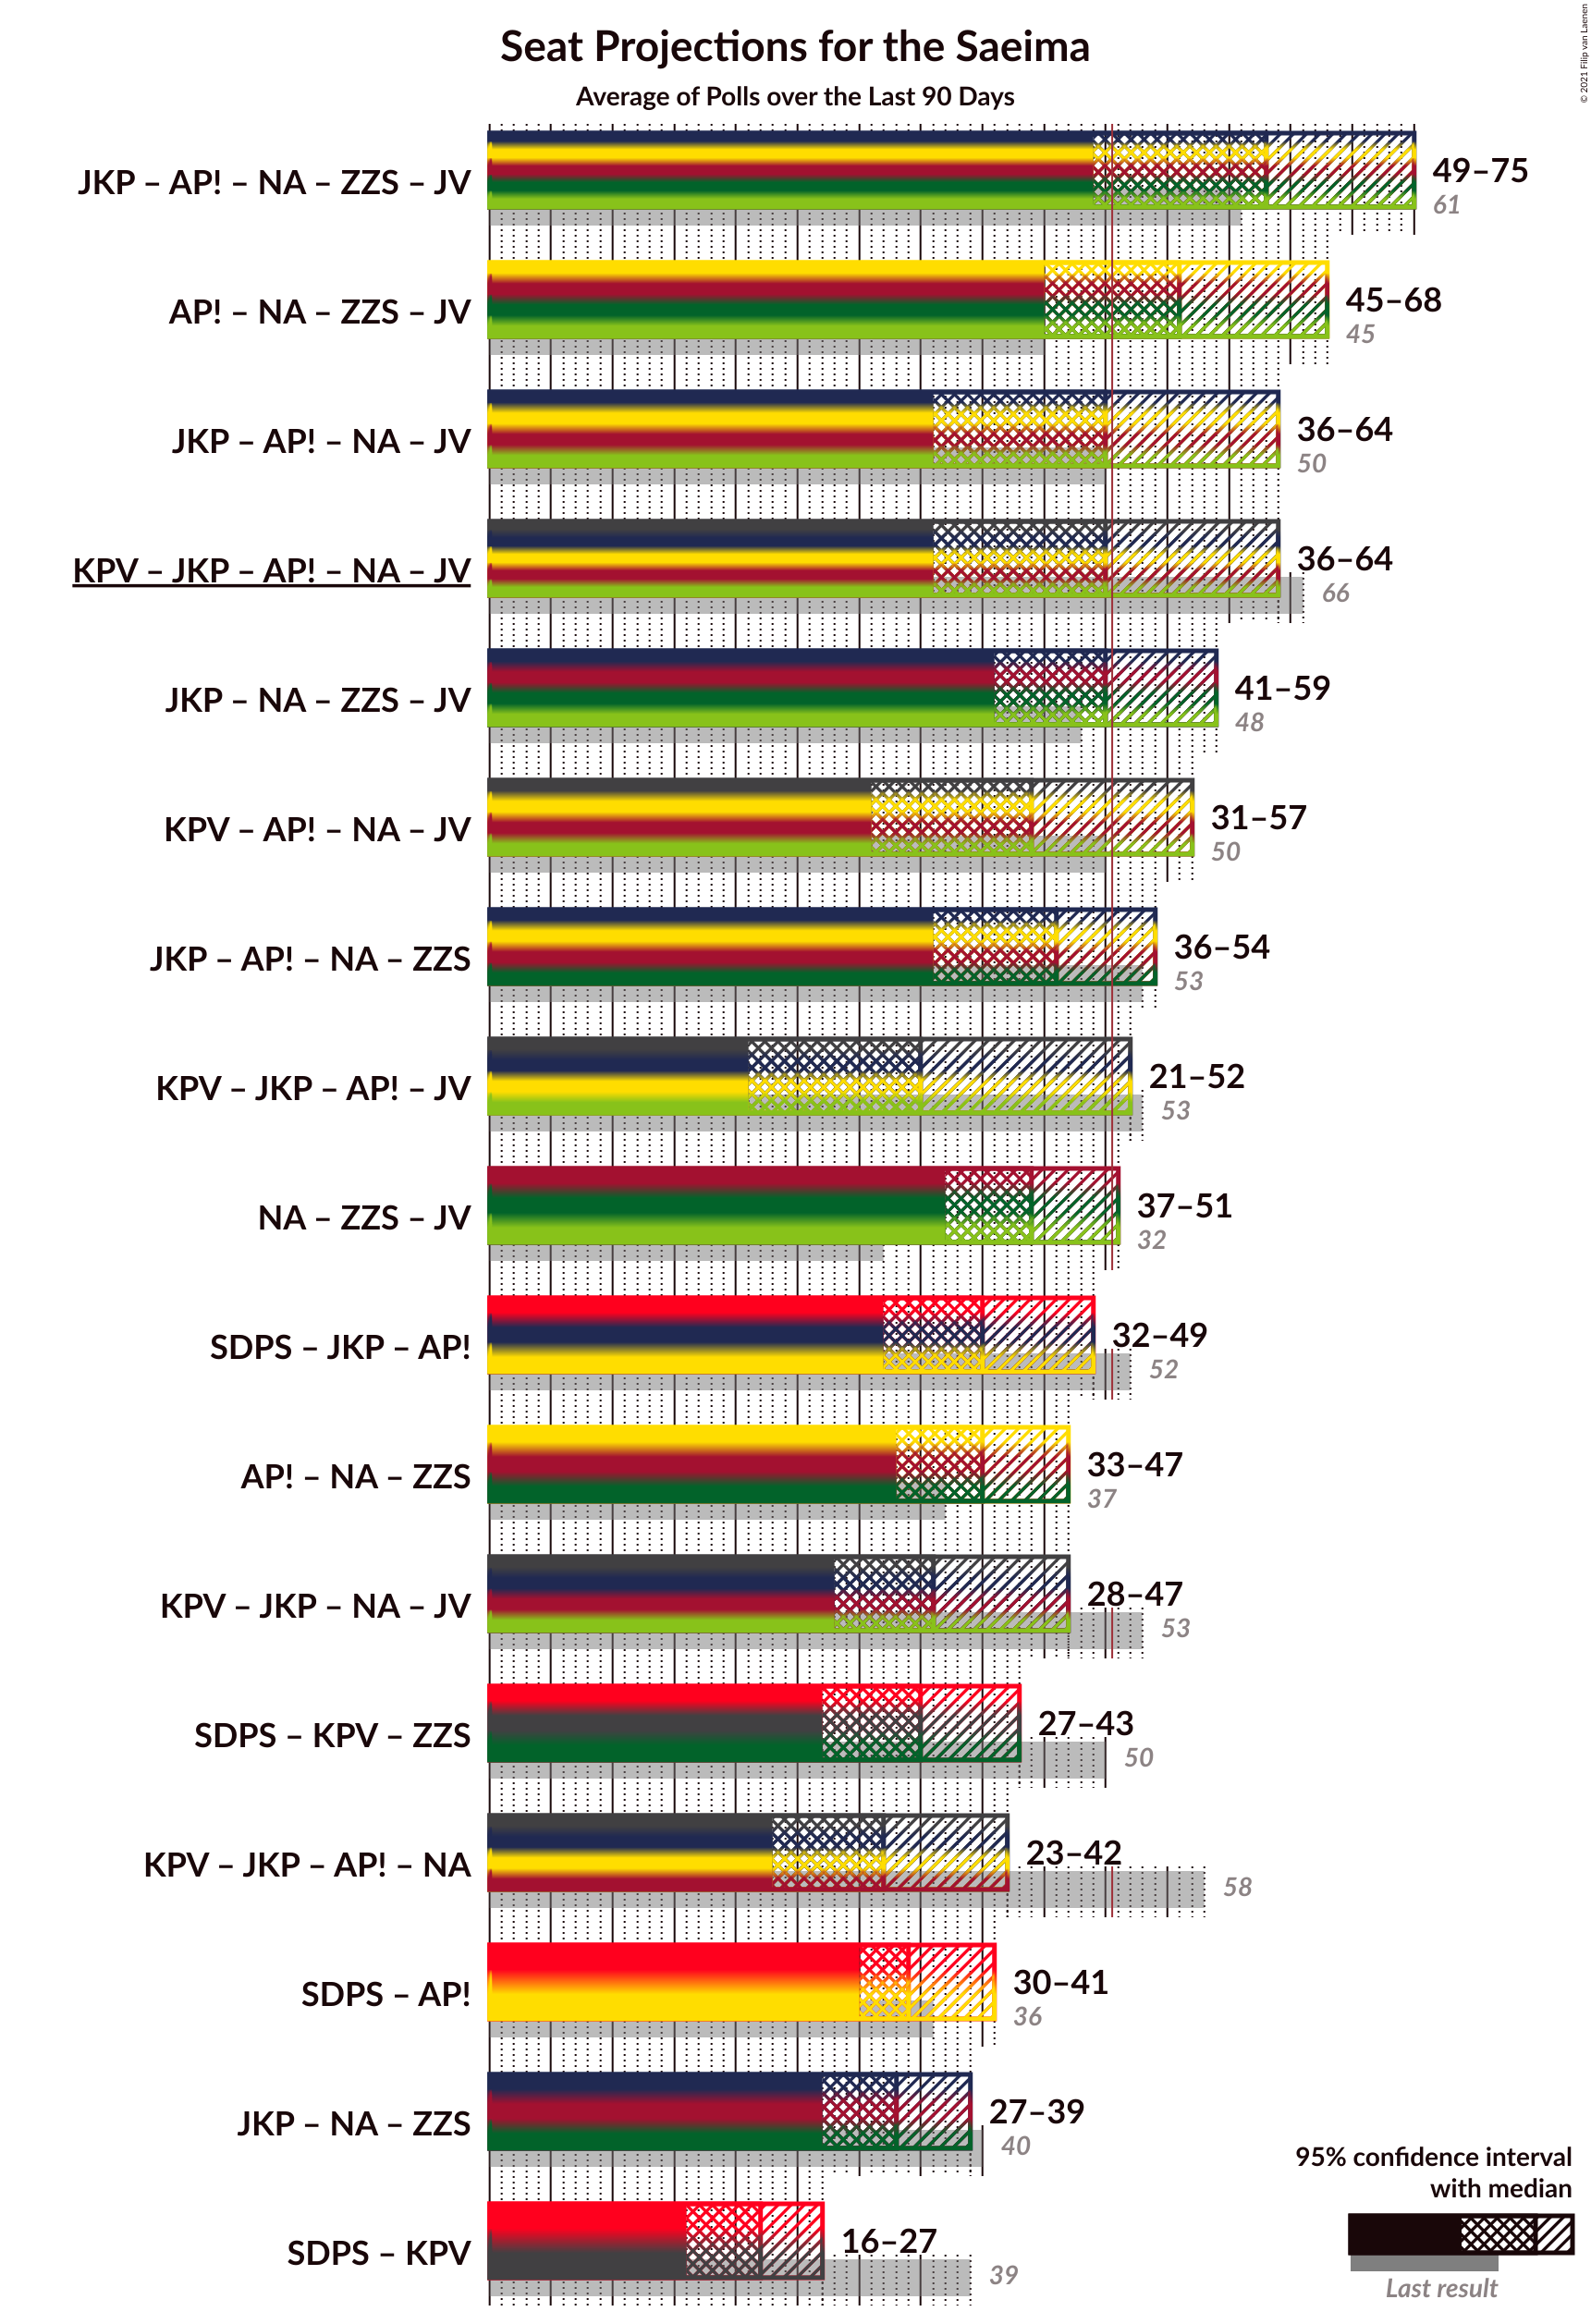 Seat Projections for the Saeima
Average of Polls over the Last 90 Days
© 2021 Filip van Laenen
JKP – AP! – NA – ZZS – JV
49–75
61
AP! – NA – ZZS – JV
45–68
45
JKP – AP! – NA – JV
36–64
50
KPV – JKP – AP! – NA – JV
36–64
66
JKP – NA – ZZS – JV
41–59
48
KPV – AP! – NA – JV
31–57
50
JKP – AP! – NA – ZZS
36–54
53
KPV – JKP – AP! – JV
21–52
53
NA – ZZS – JV
37–51
32
SDPS – JKP – AP!
32–49
52
AP! – NA – ZZS
33–47
37
KPV – JKP – NA – JV
28–47
53
SDPS – KPV – ZZS
27–43
50
KPV – JKP – AP! – NA
23–42
58
SDPS – AP!
30–41
36
JKP – NA – ZZS
27–39
40
SDPS – KPV
16–27
39
95% confidence interval
with median
Last result